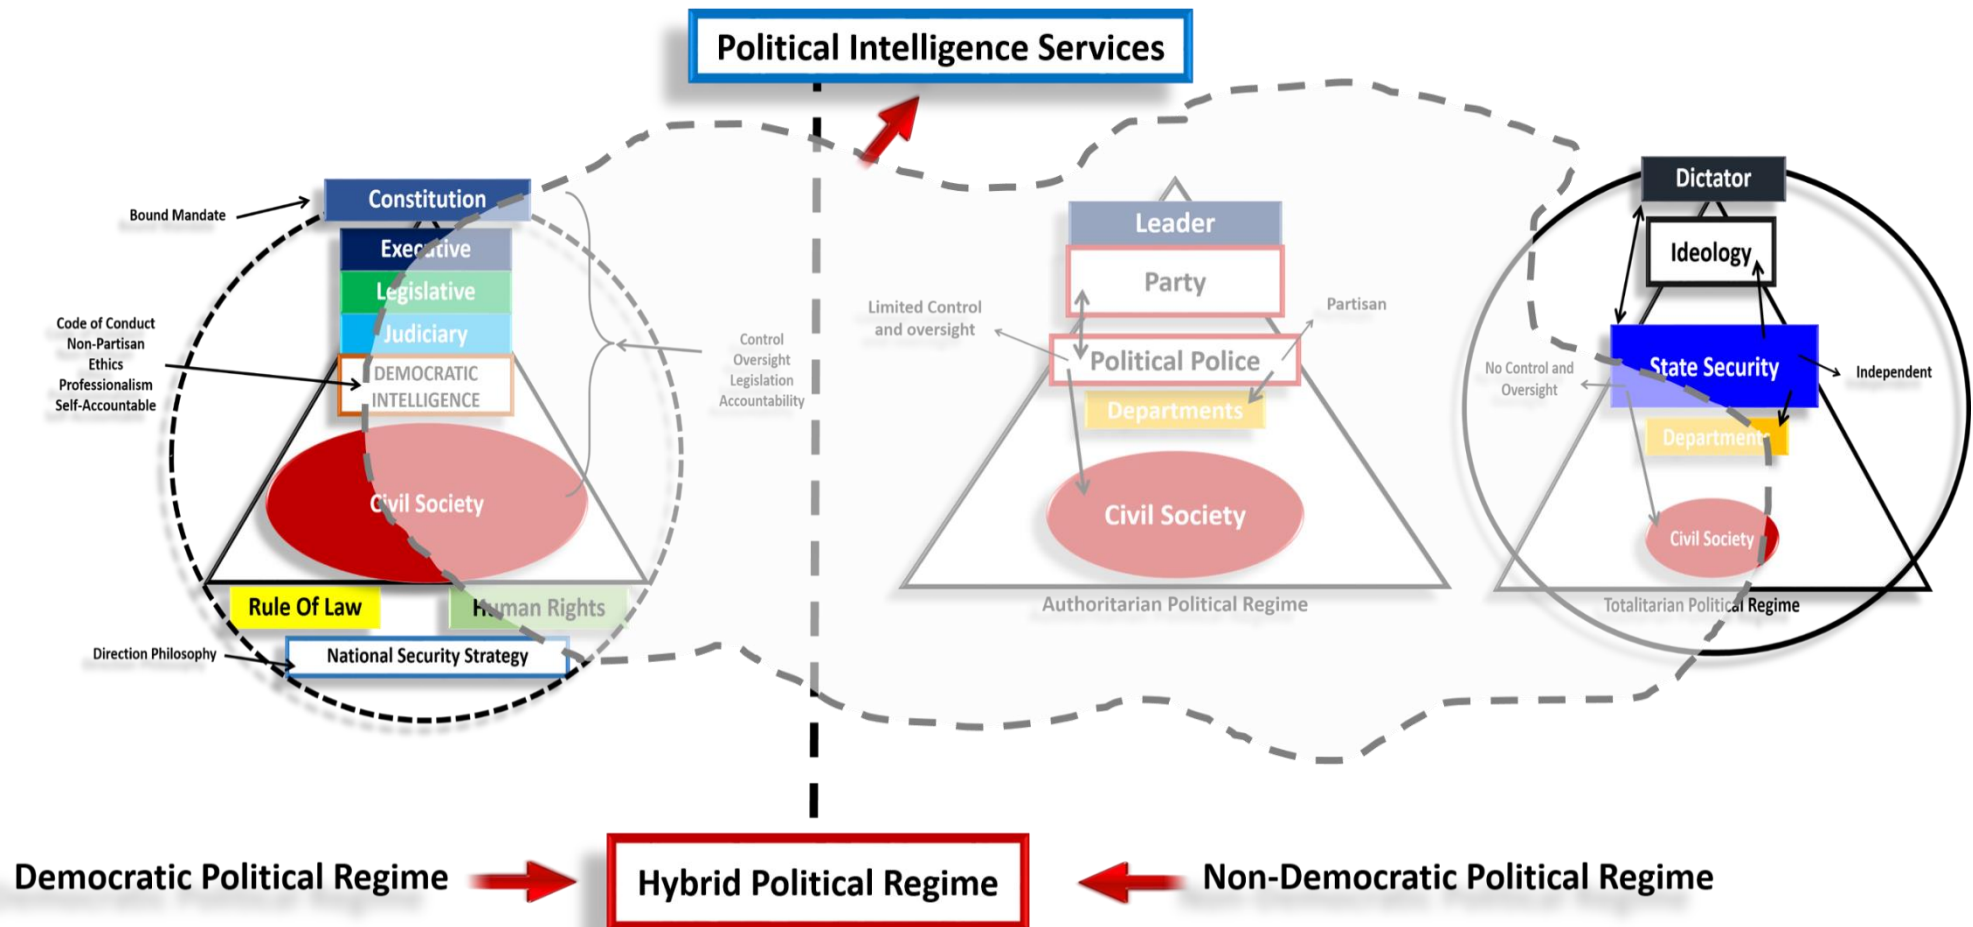 Political Intelligence Services
Constitution
Bound Mandate
Executive
Legislative
Judiciary
DEMOCRATIC
INTELLIGENCE
Code of Conduct
Non-Partisan
Ethics
Professionalism
Self-Accountable
Control
Oversight
Legislation
Accountability
Civil Society
Rule Of Law
Human Rights
National Security Strategy
Direction Philosophy
Leader
Party
Limited Control
and oversight
Partisan
Political Police
Departments
Civil Society
Authoritarian Political Regime
Dictator
Ideology
State Security
No Control and
Oversight
Independent
Departments
Civil Society
Totalitarian Political Regime
Democratic Political Regime
Hybrid Political Regime
Non-Democratic Political Regime